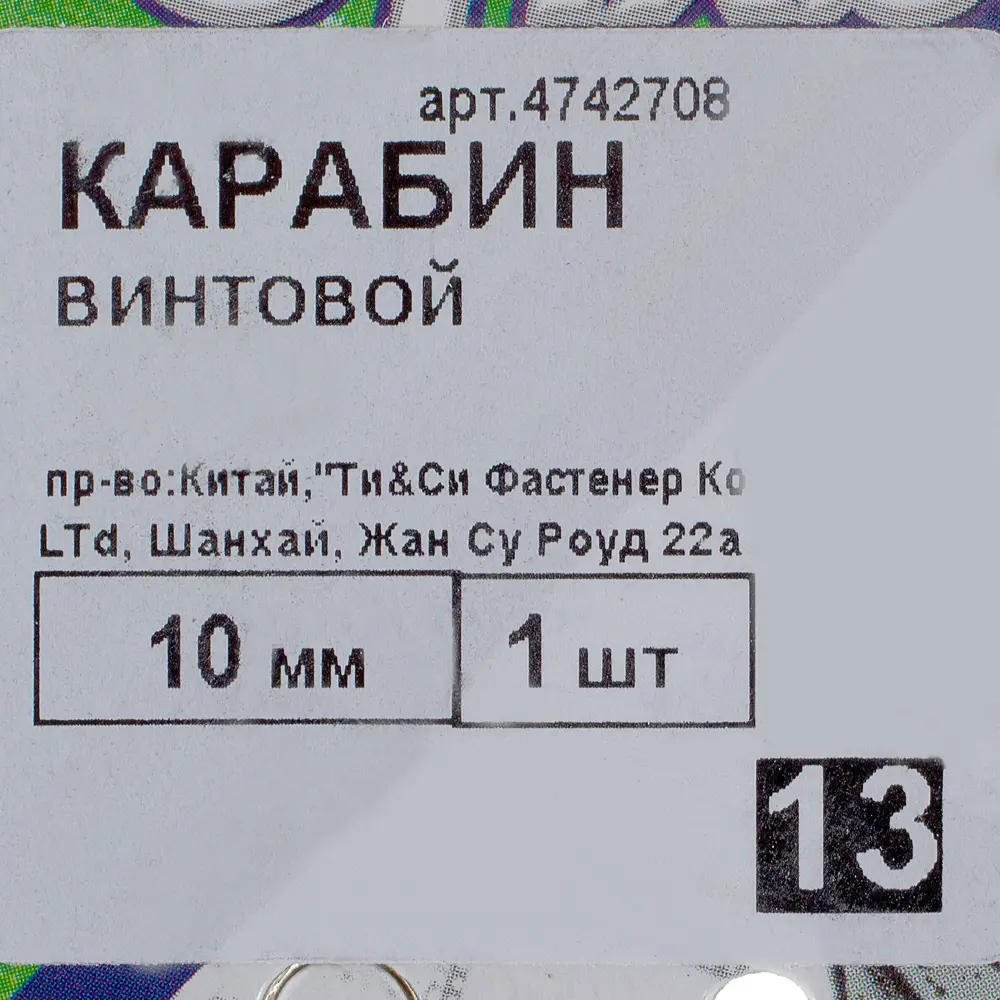 арт.4742708
КАРАБИН
ВИНТОВОЙ
пр-во:Китай,"Ти&Си Фастенер Ко
LTd, Шанхай, Жан Су Роуд 22а
10 мм 1 шт
13